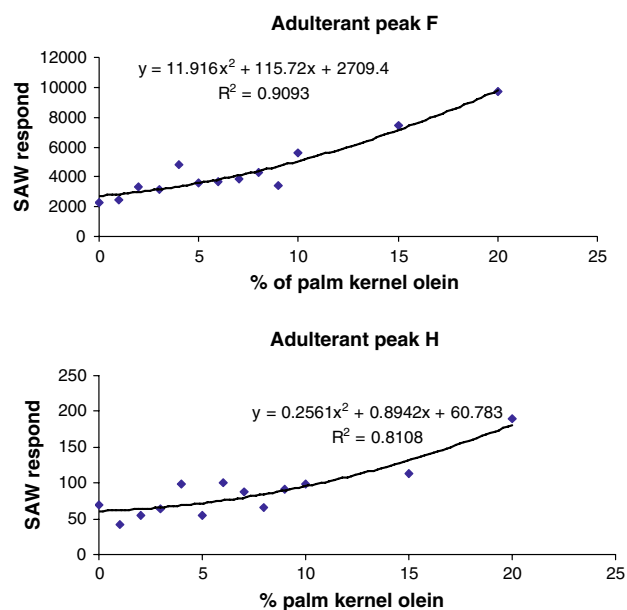 Adulterant peak F
y = 11.916x² + 115.72x + 2709.4
R² = 0.9093
SAW respond
12000
10000
8000
6000
4000
2000
0
0 5 10 15 20 25
% of palm kernel olein
Adulterant peak H
y = 0.2561x² + 0.8942x + 60.783
R² = 0.8108
SAW respond
250
200
150
100
50
0
0 5 10 15 20 25
% palm kernel olein